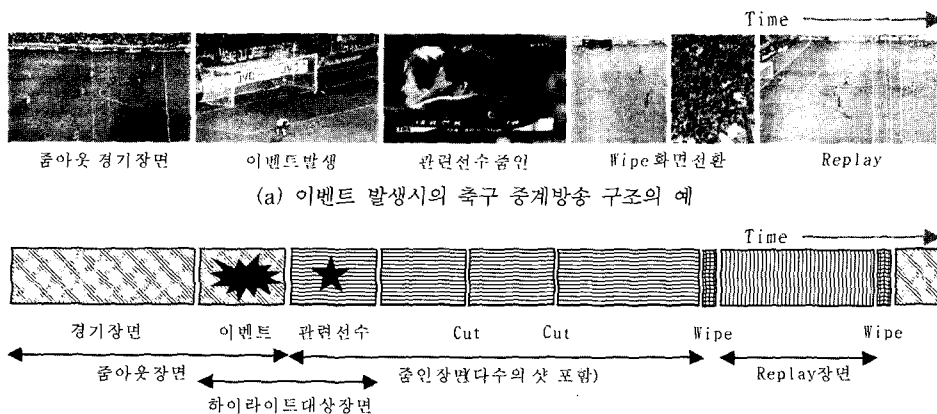 Time
줌아웃 경기장면 이벤트발생 관련선수줌인 Wipe화면전환 Replay
(a) 이벤트 발생시의 축구 중계방송 구조의 예
Time
경기장면 이벤트 관련선수 Cut Cut Wipe Wipe
줌아웃장면 줌인장면(다수의 샷 포함) Replay장면
하이라이트대상장면